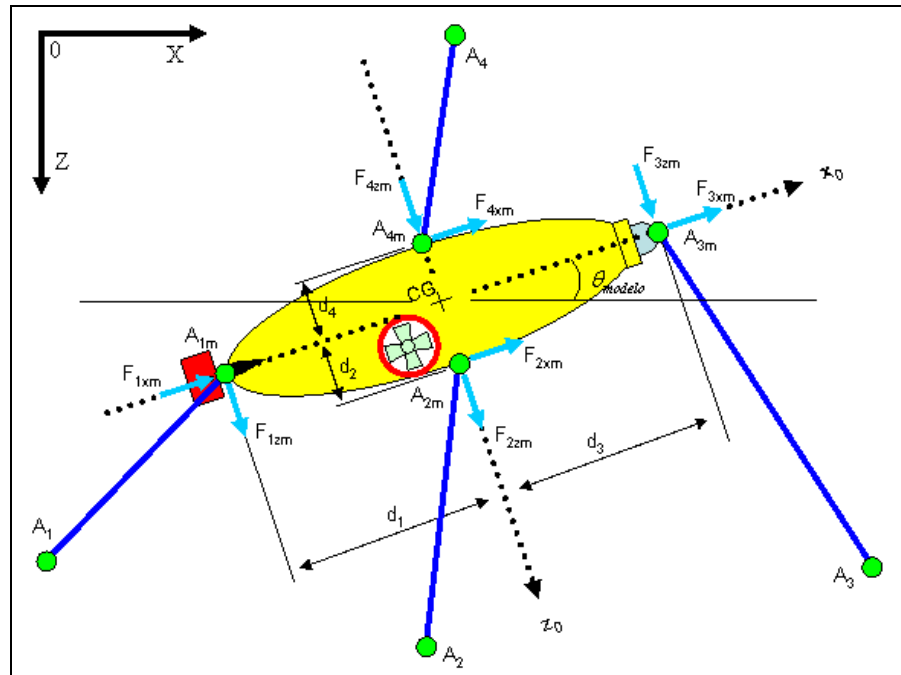 0
X
Z
A4
F4zm
F4xm
A4m
F3zm
F3xm
x0
A3m
CG
θmodelo
d4
A1m
F1xm
d2
F2xm
A2m
F1zm
F2zm
d3
d1
A1
A3
z0
A2